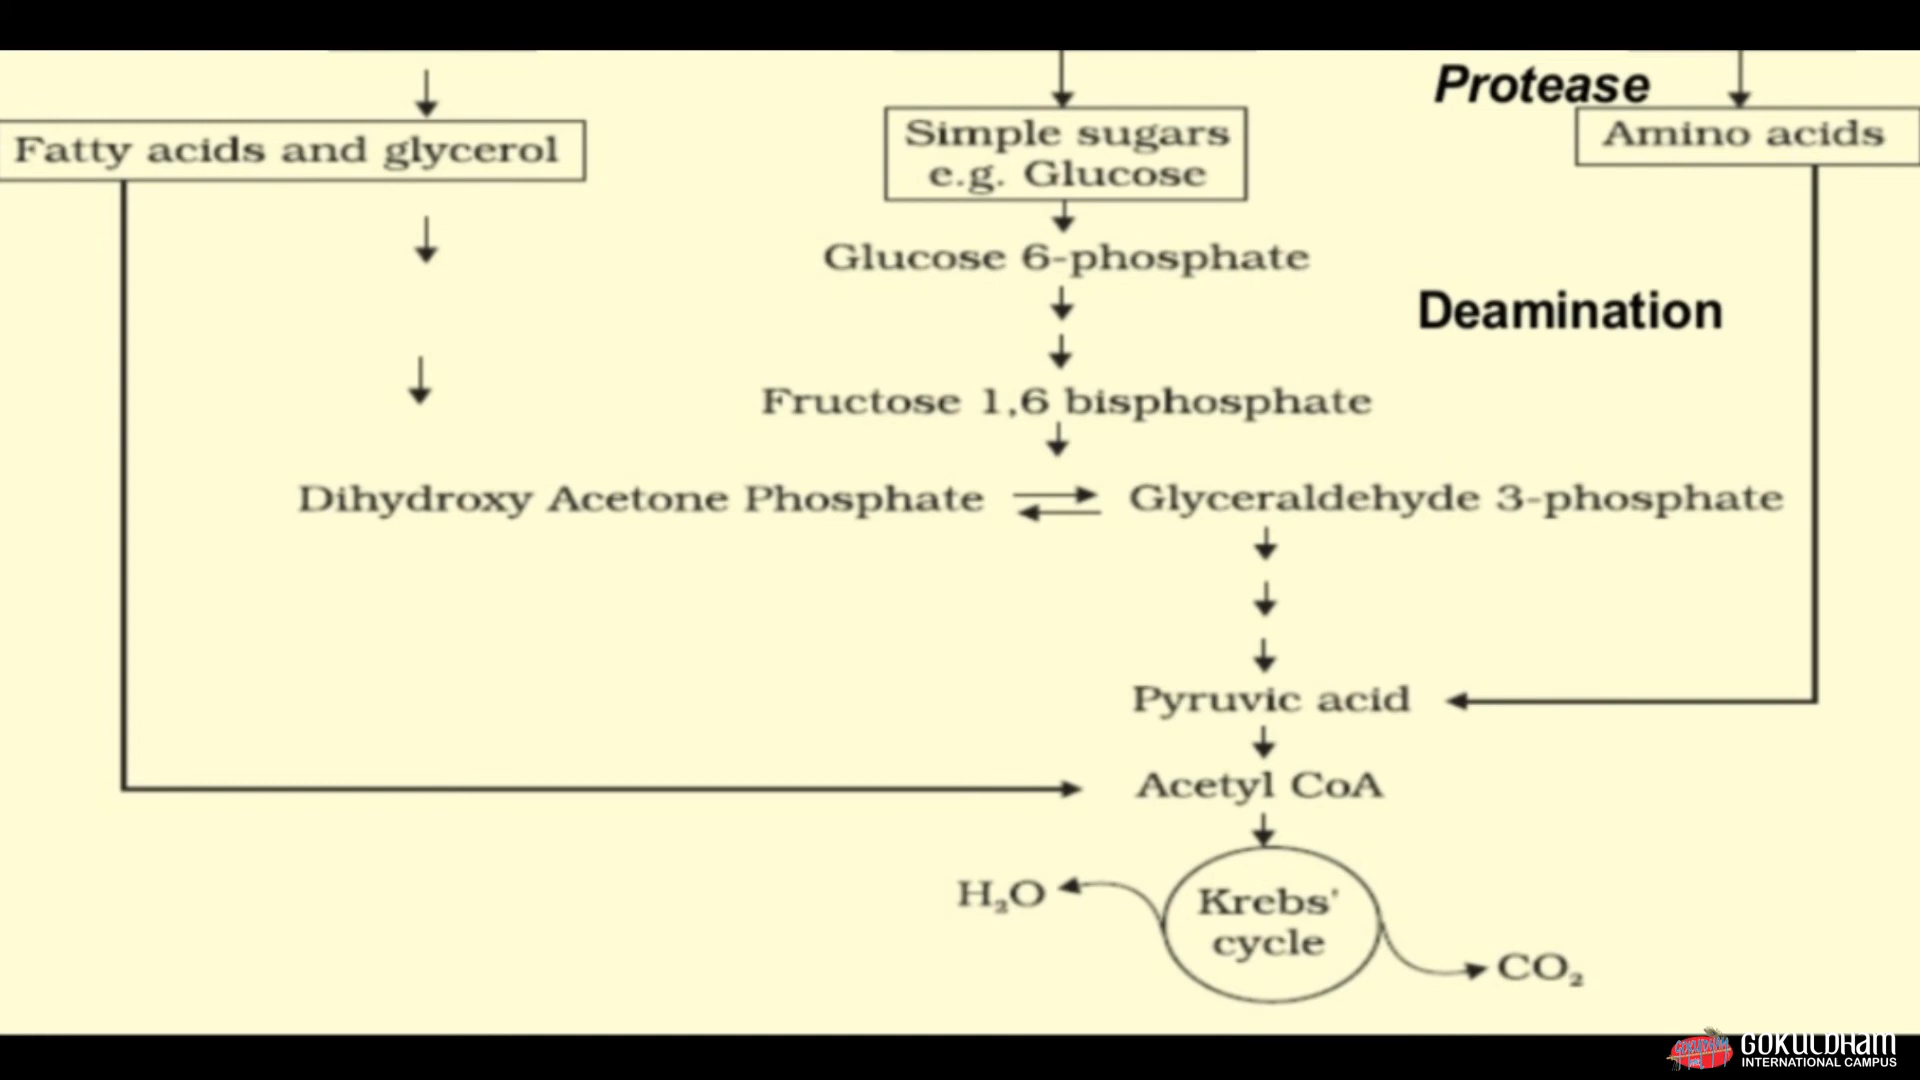 Protease
Fatty acids and glycerol
Simple sugars
e.g. Glucose
Amino acids
Glucose 6-phosphate
Deamination
Fructose 1,6 bisphosphate
Dihydroxy Acetone Phosphate
Glyceraldehyde 3-phosphate
Pyruvic acid
Acetyl CoA
H₂O
Krebs'
cycle
CO₂
GOKULDHAM
INTERNATIONAL CAMPUS